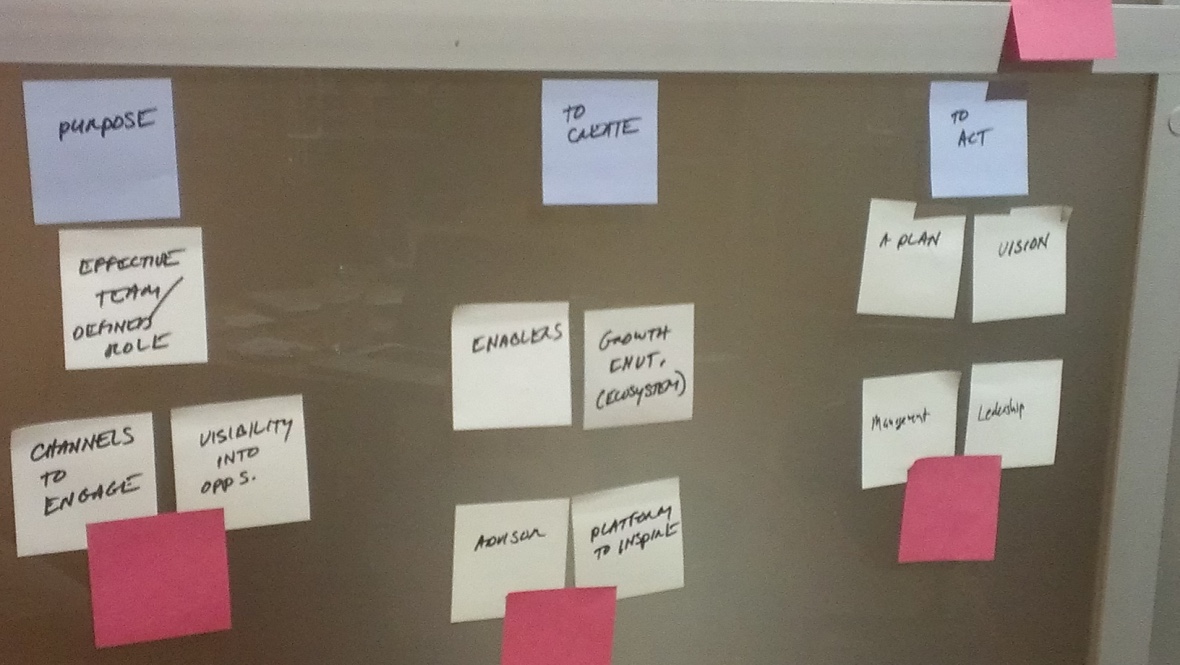 PURPOSE
EFFECTIVE
TEAM/
DEFINED
ROLE
CHANNELS
TO
ENGAGE
VISIBILITY
INTO
OPPS.
TO
CREATE
ENABLERS
GROWTH
ENVT.
(ECOSYSTEM)
ADVISOR
PLATFORM
TO INSPIRE
TO
ACT
A PLAN
VISION
Management
Leadership